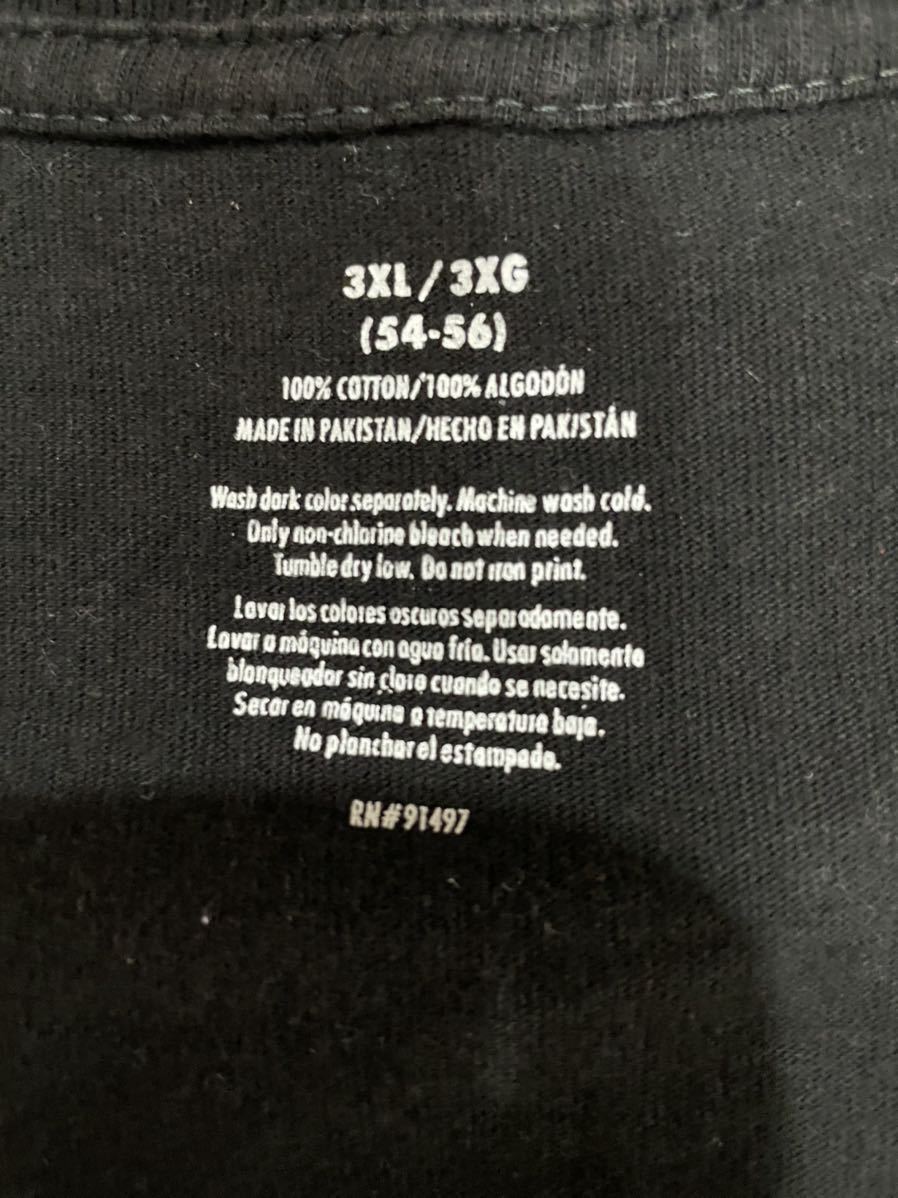 3XL/3XG
(54-56)
100% COTTON/100% ALGODÓN
MADE IN PAKISTAN/HECHO EN PAKISTÁN
Wash dark color separately. Machine wash cold.
Only non-chlorine bleach when needed.
Tumble dry low. Do not iron print.
Lavar los colores oscuros separadamente.
Lavar a máquina con agua fría. Usar solamente
blanqueador sin cloro cuando se necesite.
Secar en máquina a temperatura baja.
No planchar el estampado.
RN#91497